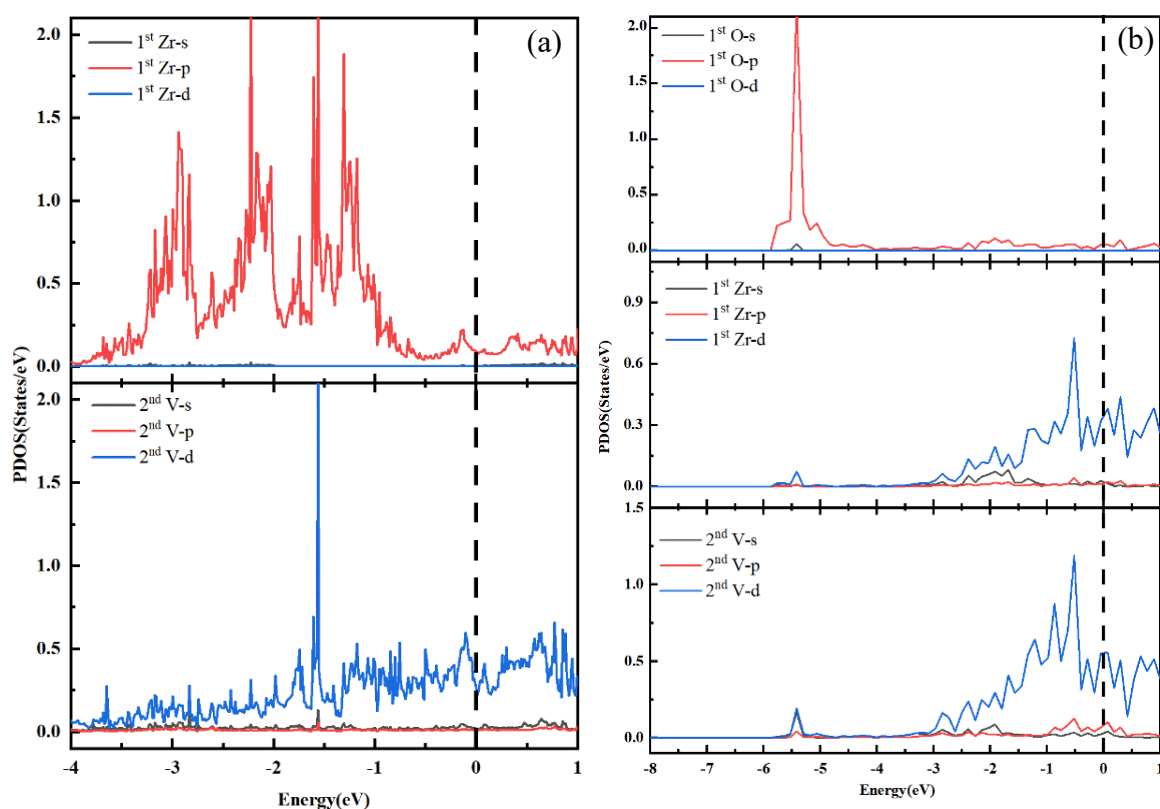 (a)
1st Zr-s
1st Zr-p
1st Zr-d
2.0
1.5
1.0
0.5
0.0
2nd V-s
2nd V-p
2nd V-d
2.0
1.5
1.0
0.5
0.0
PDOS(States/eV)
-4 -3 -2 -1 0 1
Energy(eV)
(b)
1st O-s
1st O-p
1st O-d
2.0
1.5
1.0
0.5
0.0
1st Zr-s
1st Zr-p
1st Zr-d
0.9
0.6
0.3
0.0
2nd V-s
2nd V-p
2nd V-d
1.5
1.0
0.5
0.0
PDOS(States/eV)
-8 -7 -6 -5 -4 -3 -2 -1 0 1
Energy(eV)